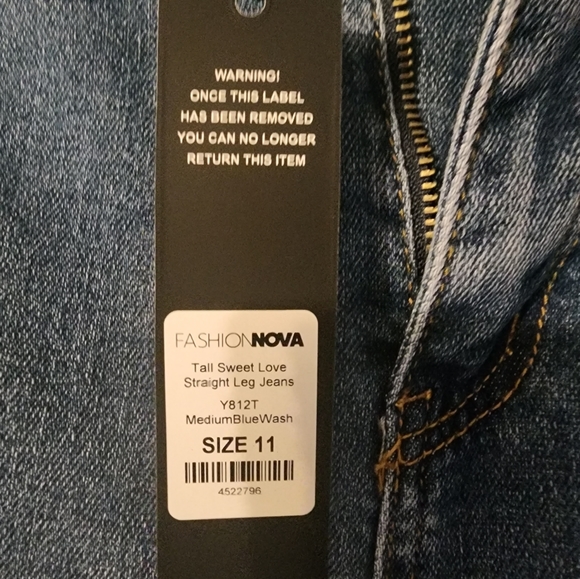 WARNING!
ONCE THIS LABEL
HAS BEEN REMOVED
YOU CAN NO LONGER
RETURN THIS ITEM
FASHIONNOVA
Tall Sweet Love
Straight Leg Jeans
Y812T
MediumBlueWash
SIZE 11
4522796